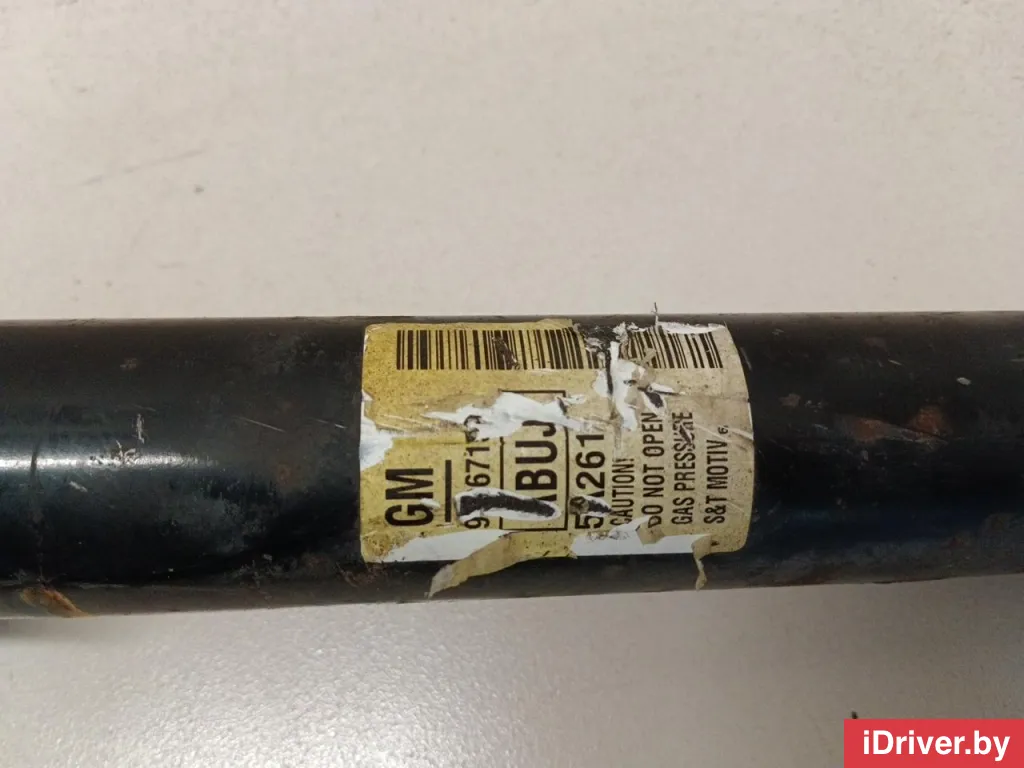 GM
ABUJ
CAUTION!
DO NOT OPEN
GAS PRESSURE
S&T MOTIV
iDriver.by